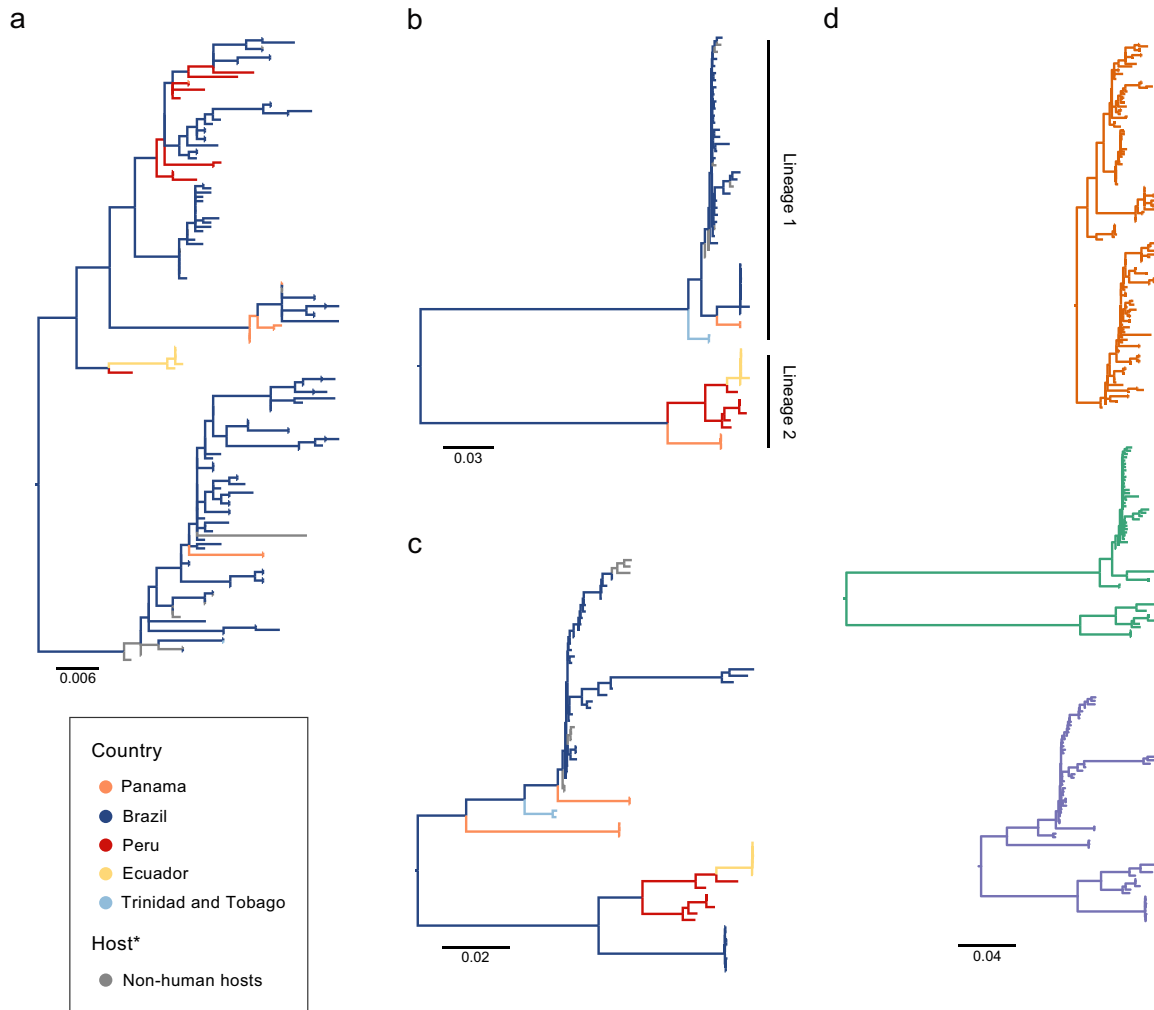 a
b
d
Lineage 1
Lineage 2
0.03
c
0.006
Country
Panama
Brazil
Peru
Ecuador
Trinidad and Tobago
Host*
Non-human hosts
0.02
0.04